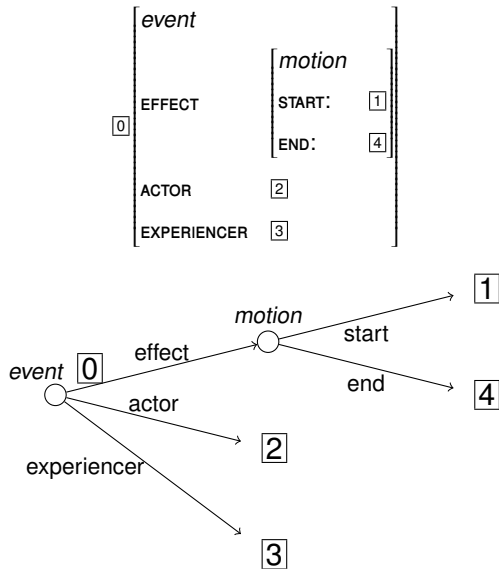 event
motion
EFFECT START: 1
0
END: 4
ACTOR 2
EXPERIENCER 3
1
motion
start
effect
event 0
end
4
actor
2
experiencer
3